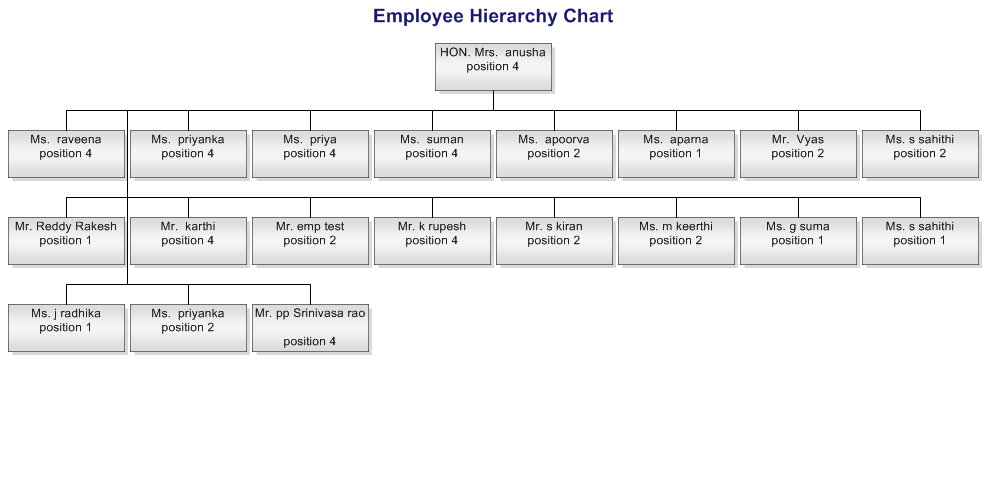 Employee Hierarchy Chart
HON. Mrs.  anusha
position 4
Ms.  raveena
position 4
Ms.  priyanka
position 4
Ms.  priya
position 4
Ms.  suman
position 4
Ms.  apoorva
position 2
Ms.  aparna
position 1
Mr.  Vyas
position 2
Ms. s sahithi
position 2
Mr. Reddy Rakesh
position 1
Mr.  karthi
position 4
Mr. emp test
position 2
Mr. k rupesh
position 4
Mr. s kiran
position 2
Ms. m keerthi
position 2
Ms. g suma
position 1
Ms. s sahithi
position 1
Ms. j radhika
position 1
Ms.  priyanka
position 2
Mr. pp Srinivasa rao
position 4